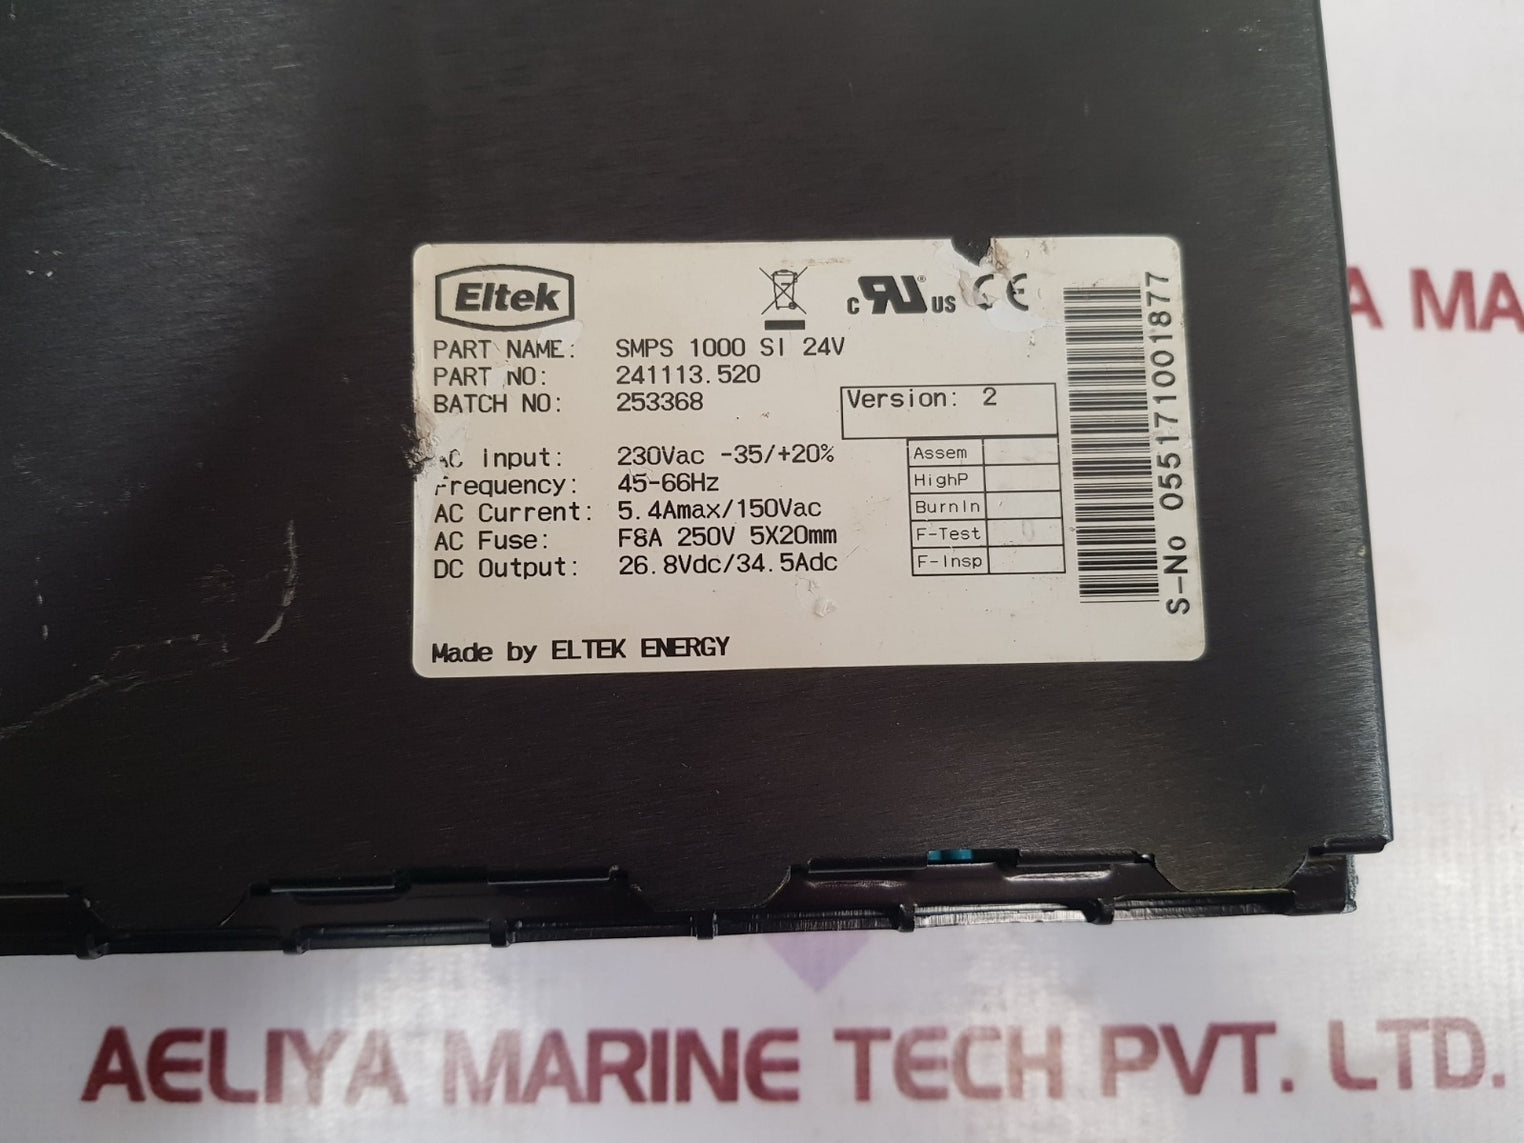 Eltek
c RU ® US CE
PART NAME: SMPS 1000 SI 24V
PART NO: 241113.520
BATCH NO: 253368
Version: 2
AC Input: 230Vac -35/+20%
Frequency: 45-66Hz
AC Current: 5.4Amax/150Vac
AC Fuse: F8A 250V 5X20mm
DC Output: 26.8Vdc/34.5Adc
Assem
HighP
BurnIn
F-Test
F-Insp
Made by ELTEK ENERGY
S-No 055171001877
A MA
AELIYA MARINE TECH PVT. LTD.